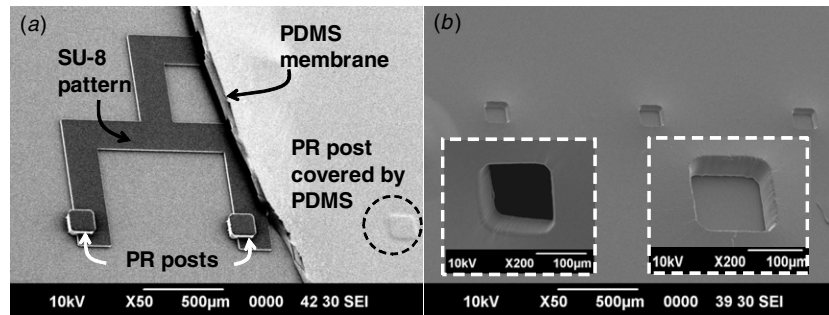 (a)
SU-8
pattern
PDMS
membrane
PR post
covered by
PDMS
PR posts
10kV X50 500µm 0000 42 30 SEI
(b)
10kV X200 100µm
10kV X200 100µm
10kV X50 500µm 0000 39 30 SEI